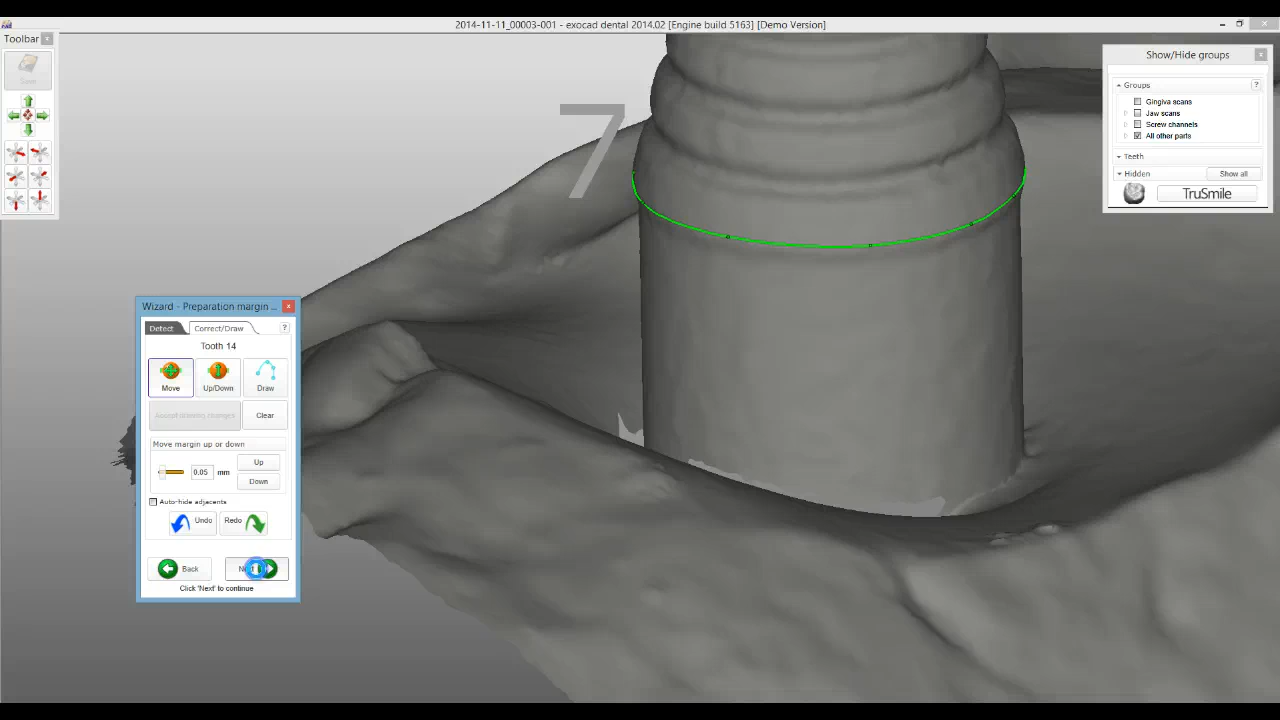 2014-11-11_00003-001 - exocad dental 2014.02 [Engine build 5163] [Demo Version]
Toolbar
Save
Show/Hide groups
Groups
?
Gingiva scans
Jaw scans
Screw channels
All other parts
Teeth
Hidden
Show all
TruSmile
7
Wizard - Preparation margin ...
Detect
Correct/Draw
?
Tooth 14
Move
Up/Down
Draw
Clear
Move margin up or down
0.05
mm
Up
Down
Auto-hide adjacents
Undo
Redo
Back
Click 'Next' to continue